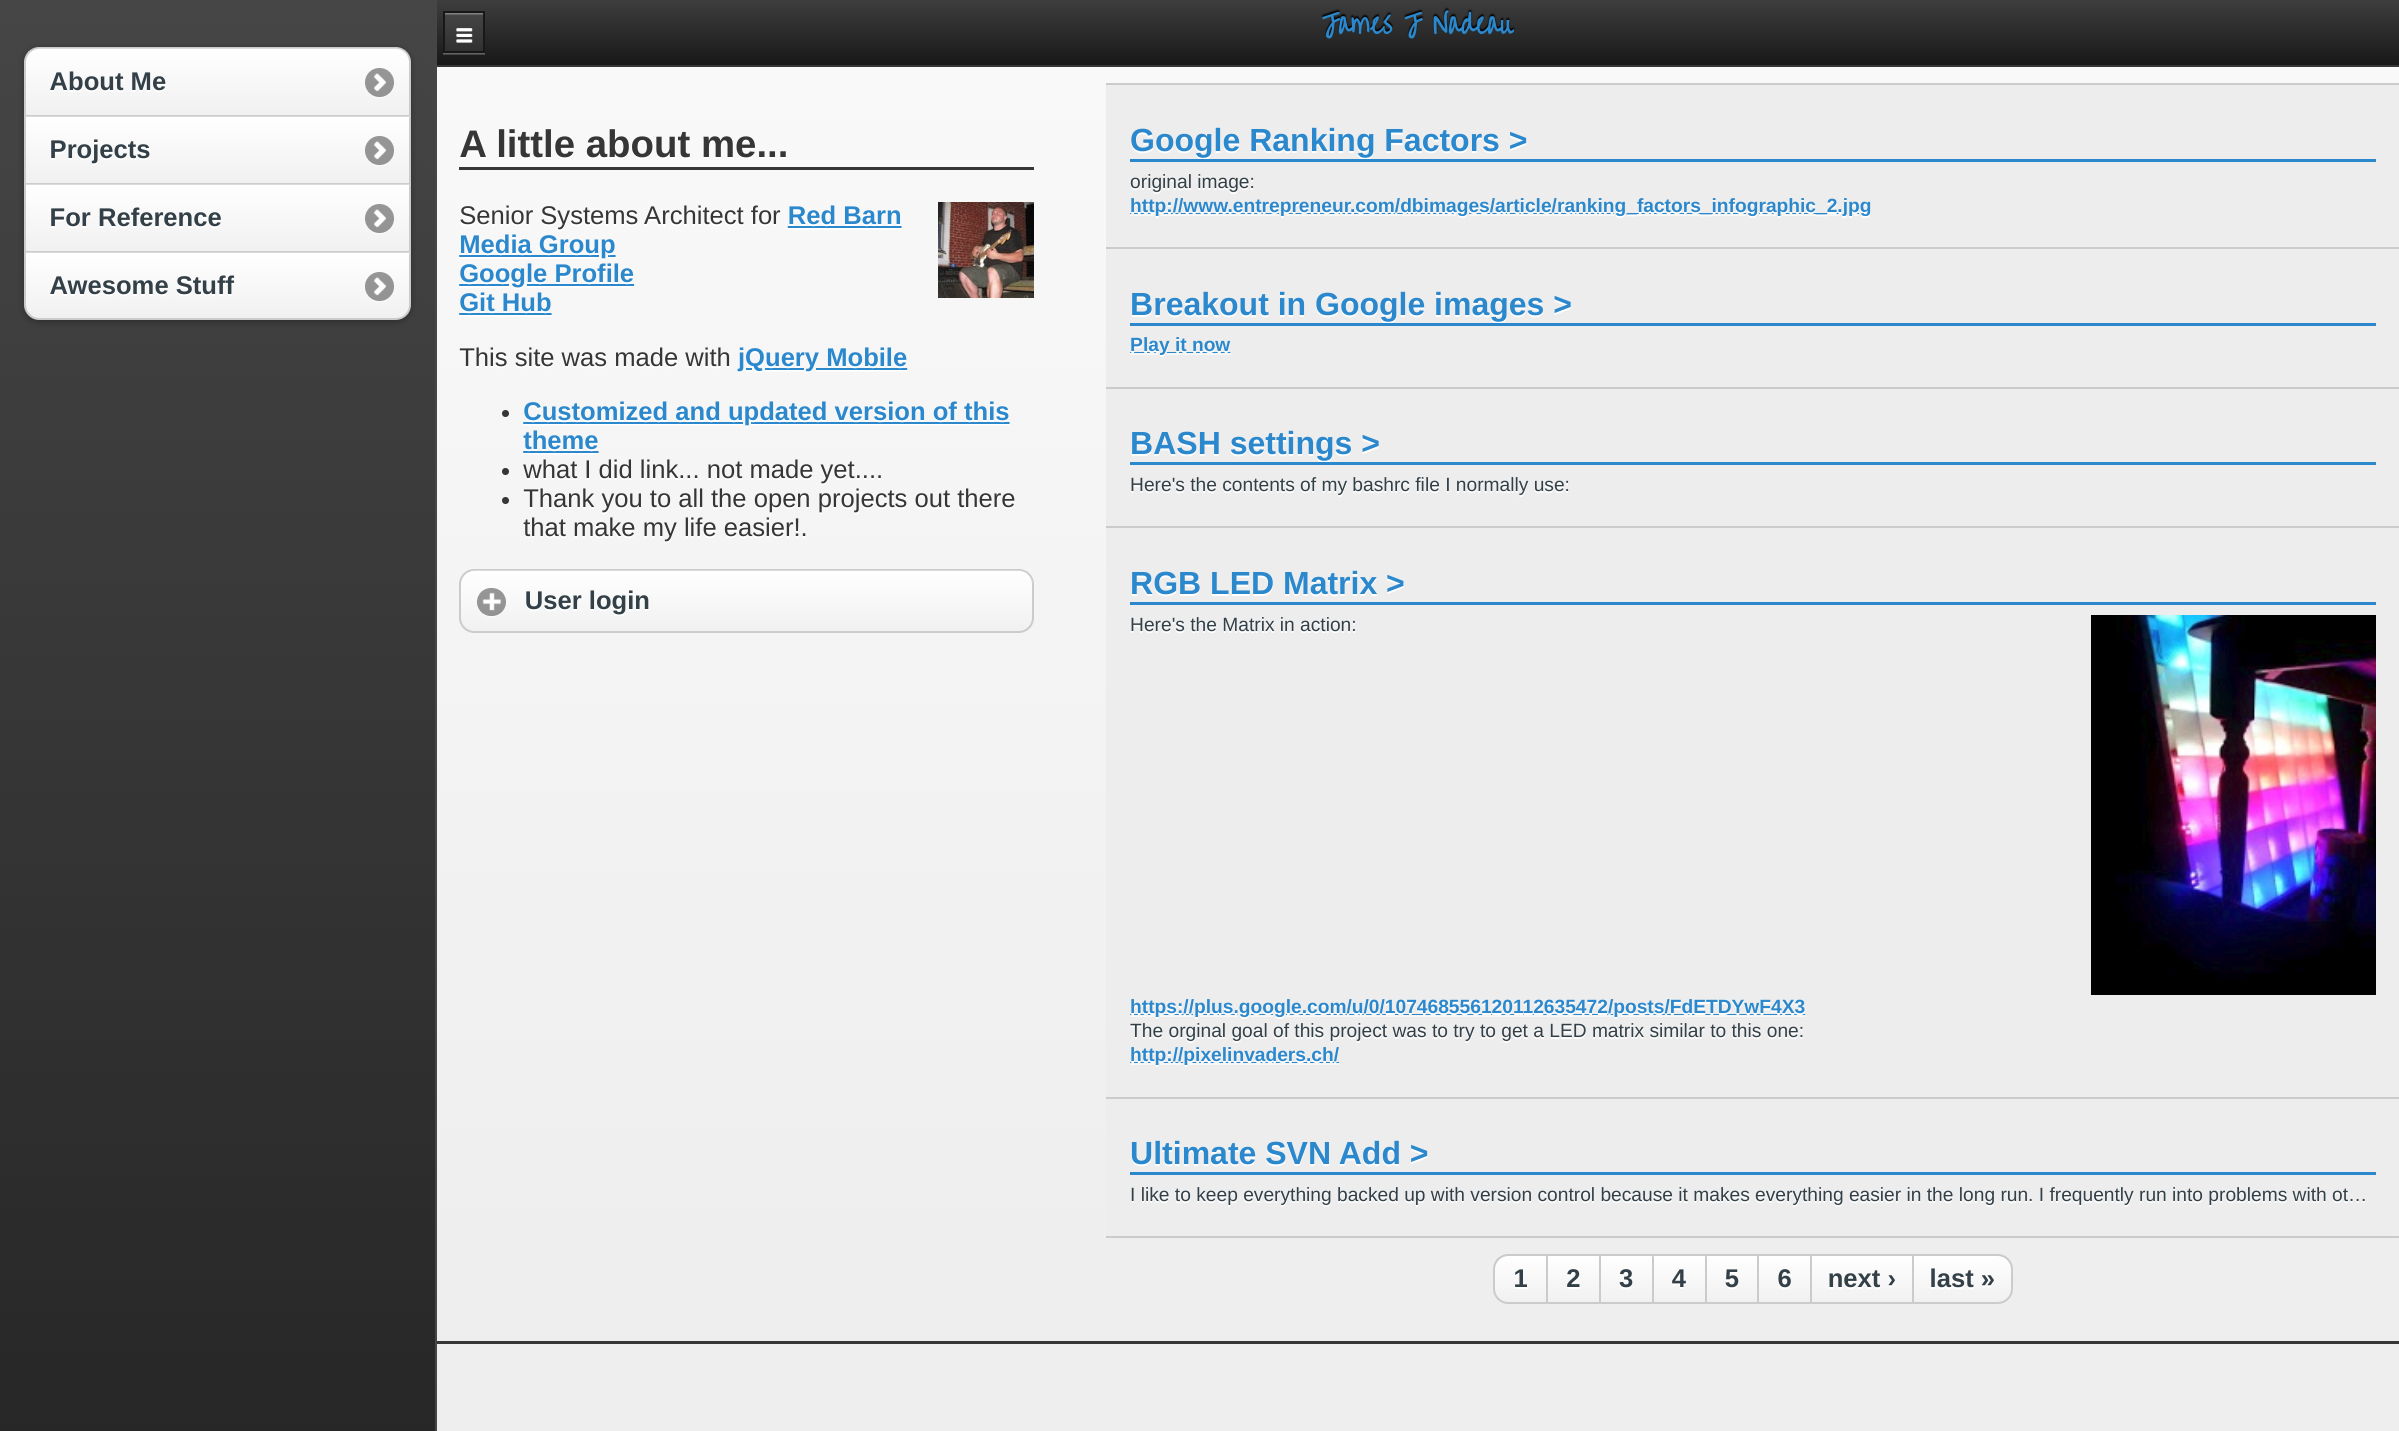 James J Nadeau
About Me
Projects
For Reference
Awesome Stuff
A little about me...
Senior Systems Architect for Red Barn
Media Group
Google Profile
Git Hub
This site was made with jQuery Mobile
• Customized and updated version of this
theme
• what I did link... not made yet....
• Thank you to all the open projects out there
that make my life easier!.
User login
Google Ranking Factors >
original image:
http://www.entrepreneur.com/dbimages/article/ranking_factors_infographic_2.jpg
Breakout in Google images >
Play it now
BASH settings >
Here's the contents of my bashrc file I normally use:
RGB LED Matrix >
Here's the Matrix in action:
https://plus.google.com/u/0/107468556120112635472/posts/FdETDYwF4X3
The orginal goal of this project was to try to get a LED matrix similar to this one:
http://pixelinvaders.ch/
Ultimate SVN Add >
I like to keep everything backed up with version control because it makes everything easier in the long run. I frequently run into problems with ot…
1 2 3 4 5 6 next › last »